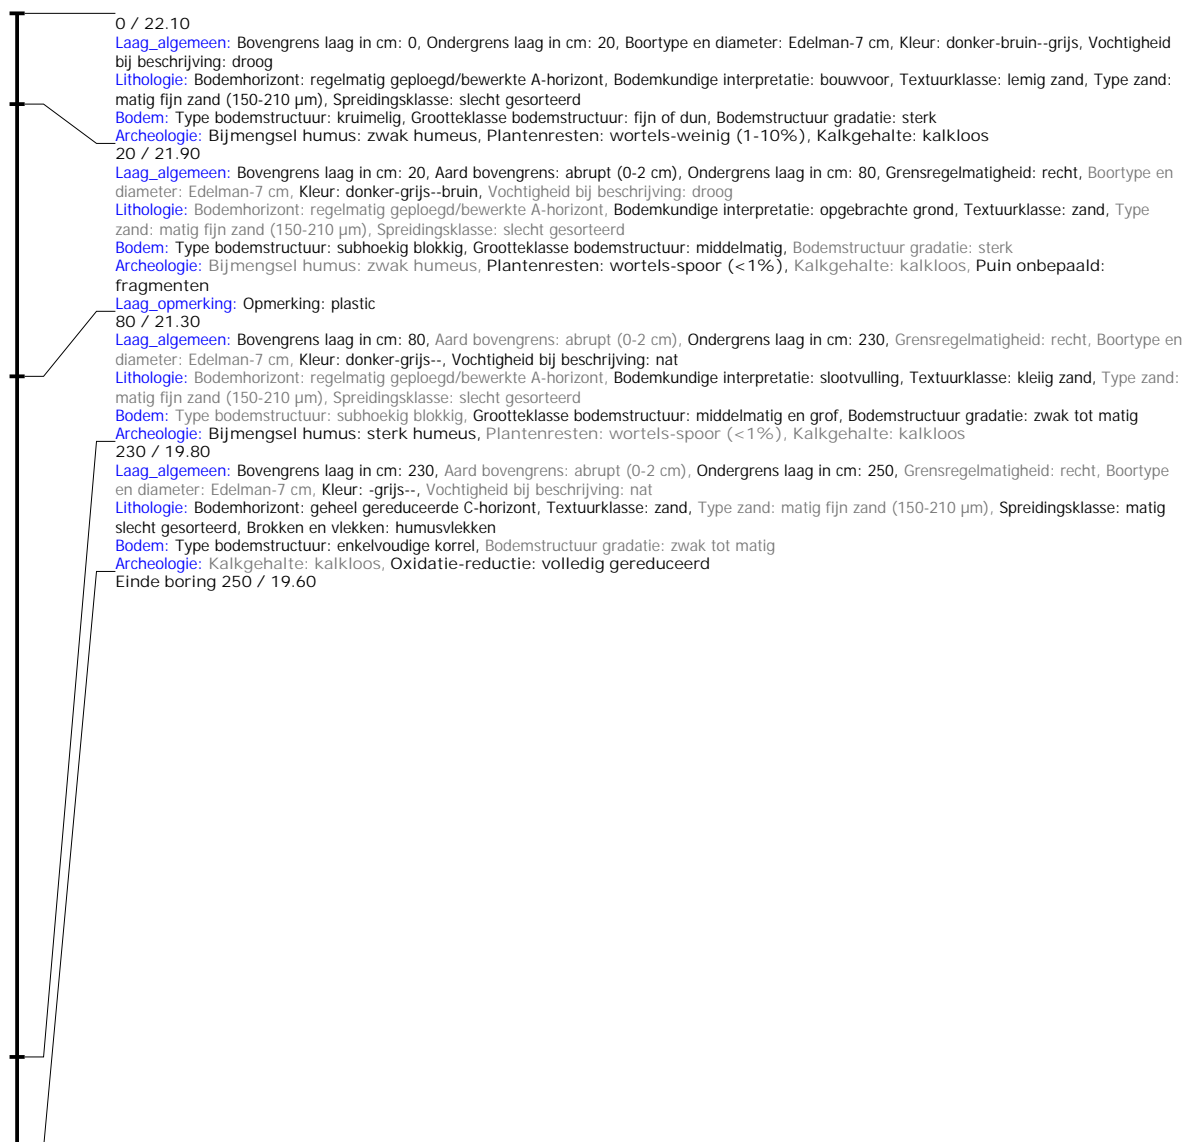 0 / 22.10
Laag_algemeen: Bovengrens laag in cm: 0, Ondergrens laag in cm: 20, Boortype en diameter: Edelman-7 cm, Kleur: donker-bruin--grijs, Vochtigheid
bij beschrijving: droog
Lithologie: Bodemhorizont: regelmatig geploegd/bewerkte A-horizont, Bodemkundige interpretatie: bouwvoor, Textuurklasse: lemig zand, Type zand:
matig fijn zand (150-210 µm), Spreidingsklasse: slecht gesorteerd
Bodem: Type bodemstructuur: kruimelig, Grootteklasse bodemstructuur: fijn of dun, Bodemstructuur gradatie: sterk
Archeologie: Bijmengsel humus: zwak humeus, Plantenresten: wortels-weinig (1-10%), Kalkgehalte: kalkloos
20 / 21.90
Laag_algemeen: Bovengrens laag in cm: 20, Aard bovengrens: abrupt (0-2 cm), Ondergrens laag in cm: 80, Grensregelmatigheid: recht, Boortype en
diameter: Edelman-7 cm, Kleur: donker-grijs--bruin, Vochtigheid bij beschrijving: droog
Lithologie: Bodemhorizont: regelmatig geploegd/bewerkte A-horizont, Bodemkundige interpretatie: opgebrachte grond, Textuurklasse: zand, Type
zand: matig fijn zand (150-210 µm), Spreidingsklasse: slecht gesorteerd
Bodem: Type bodemstructuur: subhoekig blokkig, Grootteklasse bodemstructuur: middelmatig, Bodemstructuur gradatie: sterk
Archeologie: Bijmengsel humus: zwak humeus, Plantenresten: wortels-spoor (<1%), Kalkgehalte: kalkloos, Puin onbepaald:
fragmenten
Laag_opmerking: Opmerking: plastic
80 / 21.30
Laag_algemeen: Bovengrens laag in cm: 80, Aard bovengrens: abrupt (0-2 cm), Ondergrens laag in cm: 230, Grensregelmatigheid: recht, Boortype en
diameter: Edelman-7 cm, Kleur: donker-grijs--, Vochtigheid bij beschrijving: nat
Lithologie: Bodemhorizont: regelmatig geploegd/bewerkte A-horizont, Bodemkundige interpretatie: slootvulling, Textuurklasse: kleiig zand, Type zand:
matig fijn zand (150-210 µm), Spreidingsklasse: slecht gesorteerd
Bodem: Type bodemstructuur: subhoekig blokkig, Grootteklasse bodemstructuur: middelmatig en grof, Bodemstructuur gradatie: zwak tot matig
Archeologie: Bijmengsel humus: sterk humeus, Plantenresten: wortels-spoor (<1%), Kalkgehalte: kalkloos
230 / 19.80
Laag_algemeen: Bovengrens laag in cm: 230, Aard bovengrens: abrupt (0-2 cm), Ondergrens laag in cm: 250, Grensregelmatigheid: recht, Boortype
en diameter: Edelman-7 cm, Kleur: -grijs--, Vochtigheid bij beschrijving: nat
Lithologie: Bodemhorizont: geheel gereduceerde C-horizont, Textuurklasse: zand, Type zand: matig fijn zand (150-210 µm), Spreidingsklasse: matig
slecht gesorteerd, Brokken en vlekken: humusvlekken
Bodem: Type bodemstructuur: enkelvoudige korrel, Bodemstructuur gradatie: zwak tot matig
Archeologie: Kalkgehalte: kalkloos, Oxidatie-reductie: volledig gereduceerd
Einde boring 250 / 19.60